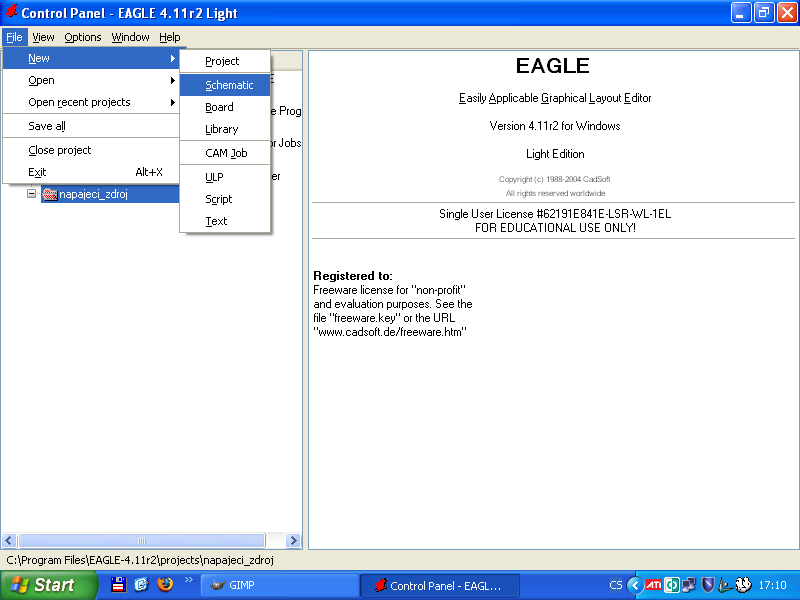 Control Panel - EAGLE 4.11r2 Light
File View Options Window Help
New
Open
Open recent projects
Save all
Close project
Exit Alt+X
Project
Schematic
Board
Library
CAM Job
ULP
Script
Text
E
e Prog
or Jobs
er
napajeci_zdroj
EAGLE
Easily Applicable Graphical Layout Editor
Version 4.11r2 for Windows
Light Edition
Copyright (c) 1988-2004 CadSoft
All rights reserved worldwide
Single User License #62191E841E-LSR-WL-1EL
FOR EDUCATIONAL USE ONLY!
Registered to:
Freeware license for "non-profit"
and evaluation purposes. See the
file "freeware.key" or the URL
"www.cadsoft.de/freeware.htm"
C:\Program Files\EAGLE-4.11r2\projects\napajeci_zdroj
Start
GIMP
Control Panel - EAGL...
CS
ATI
17:10